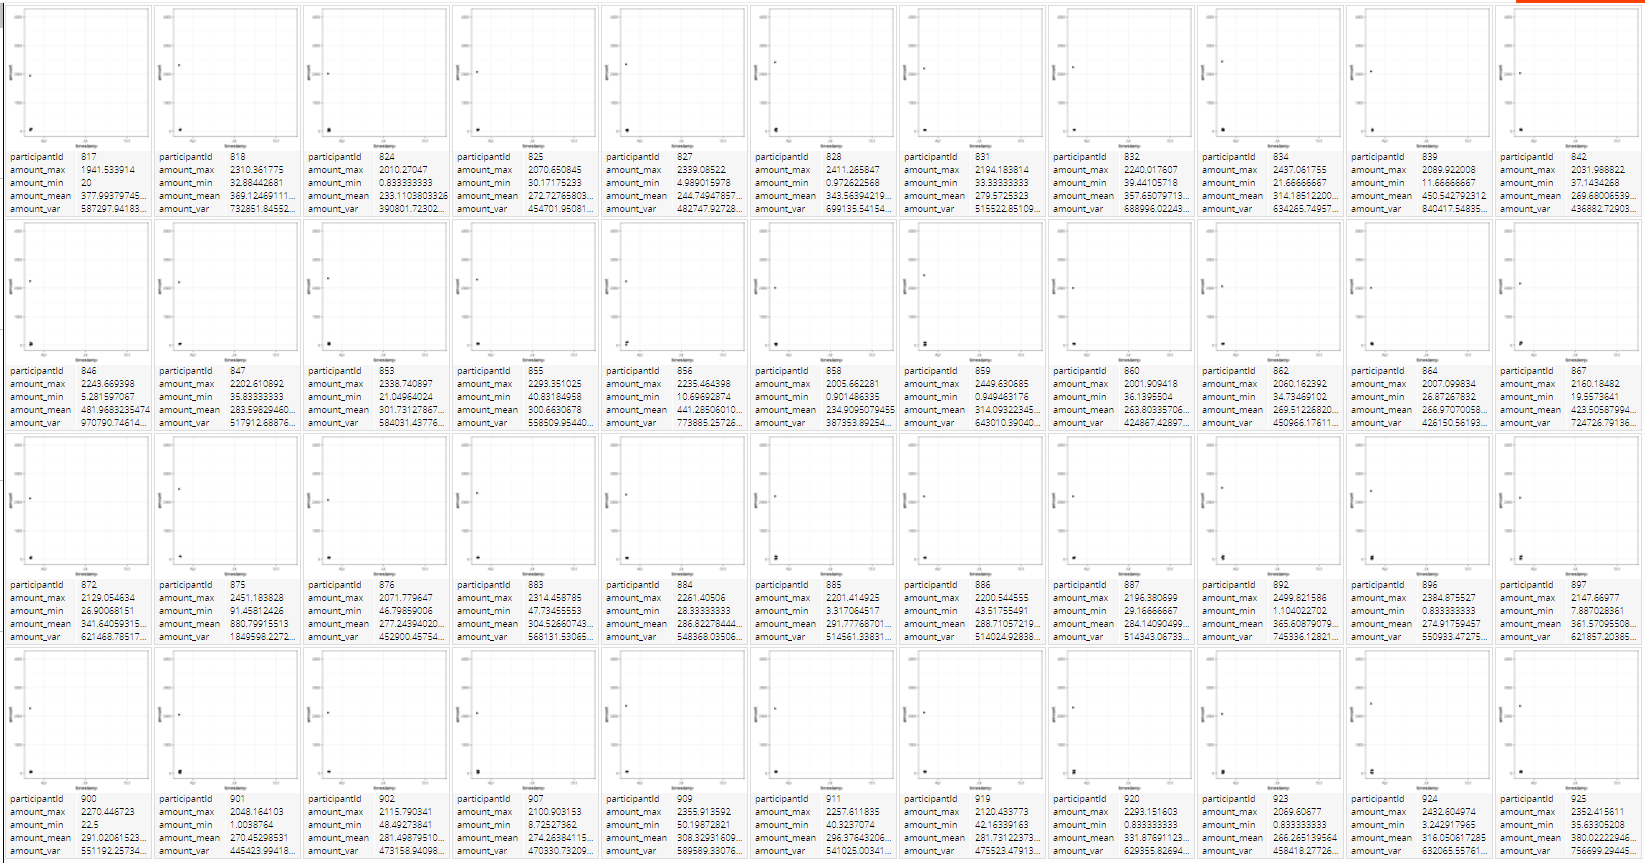 participantId 817 participantId 818 participantId 824 participantId 825 participantId 827 participantId 828 participantId 831 participantId 832 participantId 834 participantId 839 participantId 842
amount_max 1941.533914 amount_max 2310.361775 amount_max 2010.27047 amount_max 2070.650845 amount_max 2339.08522 amount_max 2411.265847 amount_max 2194.183814 amount_max 2240.017607 amount_max 2437.061755 amount_max 2089.922008 amount_max 2031.988822
amount_min 20 amount_min 32.88442681 amount_min 0.833333333 amount_min 30.17175233 amount_min 4.989015978 amount_min 0.972622568 amount_min 33.33333333 amount_min 39.44105718 amount_min 21.66666667 amount_min 11.66666667 amount_min 37.1434268
amount_mean 377.99379745... amount_mean 369.12469111... amount_mean 233.1103803326 amount_mean 272.72765803... amount_mean 244.74947857... amount_mean 343.56394219... amount_mean 279.5725323 amount_mean 357.65079713... amount_mean 314.18512200... amount_mean 450.542792312 amount_mean 269.68006539...
amount_var 587297.94183... amount_var 732851.84552... amount_var 390801.72302... amount_var 454701.95081... amount_var 482747.92728... amount_var 699135.54154... amount_var 515522.85109... amount_var 688996.02243... amount_var 634265.74957... amount_var 840417.54835... amount_var 436882.72903...
participantId 846 participantId 847 participantId 853 participantId 855 participantId 856 participantId 858 participantId 859 participantId 860 participantId 862 participantId 864 participantId 867
amount_max 2243.669398 amount_max 2202.610892 amount_max 2338.740897 amount_max 2293.351025 amount_max 2235.464398 amount_max 2005.662281 amount_max 2449.630685 amount_max 2001.909418 amount_max 2060.162392 amount_max 2007.099834 amount_max 2160.18482
amount_min 5.281597067 amount_min 35.83333333 amount_min 21.04964024 amount_min 40.83184958 amount_min 10.69692874 amount_min 0.901486335 amount_min 0.949463176 amount_min 36.1395504 amount_min 34.73469102 amount_min 26.87267832 amount_min 19.5573641
amount_mean 481.9683235474 amount_mean 283.59829460... amount_mean 301.73127867... amount_mean 300.6630678 amount_mean 441.28506010... amount_mean 234.9095079455 amount_mean 314.09322345... amount_mean 263.80335706... amount_mean 269.51226820... amount_mean 266.97070058... amount_mean 423.50587994...
amount_var 970790.74614... amount_var 517912.68876... amount_var 584031.43776... amount_var 558509.95440... amount_var 773885.25726... amount_var 387353.89254... amount_var 643010.39040... amount_var 424867.42897... amount_var 450966.17611... amount_var 426150.56193... amount_var 724726.79136...
participantId 872 participantId 875 participantId 876 participantId 883 participantId 884 participantId 885 participantId 886 participantId 887 participantId 892 participantId 896 participantId 897
amount_max 2129.054634 amount_max 2451.183828 amount_max 2071.779647 amount_max 2314.458785 amount_max 2261.40506 amount_max 2201.414925 amount_max 2200.544555 amount_max 2196.380699 amount_max 2499.821586 amount_max 2384.875527 amount_max 2147.66977
amount_min 26.90068151 amount_min 91.45812426 amount_min 46.79859006 amount_min 47.73455553 amount_min 28.33333333 amount_min 3.317064517 amount_min 43.51755491 amount_min 29.16666667 amount_min 1.104022702 amount_min 0.833333333 amount_min 7.887028361
amount_mean 341.64059315... amount_mean 880.79915513 amount_mean 277.24394020... amount_mean 304.52660743... amount_mean 286.82278444... amount_mean 291.77768701... amount_mean 288.71057219... amount_mean 284.14090499... amount_mean 365.60879079... amount_mean 274.91759457 amount_mean 361.57095508...
amount_var 621468.78517... amount_var 1849598.2272... amount_var 452900.45754... amount_var 568131.53065... amount_var 548368.03506... amount_var 514561.33831... amount_var 514024.92838... amount_var 514343.06733... amount_var 745336.12821... amount_var 550933.47275... amount_var 621857.20385...
participantId 900 participantId 901 participantId 902 participantId 907 participantId 909 participantId 911 participantId 919 participantId 920 participantId 923 participantId 924 participantId 925
amount_max 2270.446723 amount_max 2048.164103 amount_max 2115.790341 amount_max 2100.903153 amount_max 2355.913592 amount_max 2257.611835 amount_max 2120.433773 amount_max 2293.151603 amount_max 2069.60677 amount_max 2432.604974 amount_max 2352.415611
amount_min 22.5 amount_min 1.0038764 amount_min 48.49273841 amount_min 8.72527362 amount_min 50.19872821 amount_min 40.3237074 amount_min 42.16339163 amount_min 0.833333333 amount_min 0.833333333 amount_min 3.242917965 amount_min 35.63305208
amount_mean 291.02061523... amount_mean 270.45298531 amount_mean 281.49879510... amount_mean 274.26384115... amount_mean 308.32931609... amount_mean 296.37643206... amount_mean 281.73122373... amount_mean 331.87691123... amount_mean 266.265139564 amount_mean 316.050617285 amount_mean 380.02222946...
amount_var 551192.25734... amount_var 445423.99418... amount_var 473158.94098... amount_var 470330.73209... amount_var 589589.33076... amount_var 541025.00341... amount_var 475523.47913... amount_var 629355.82694... amount_var 458418.27726... amount_var 632065.55761... amount_var 756699.29445...